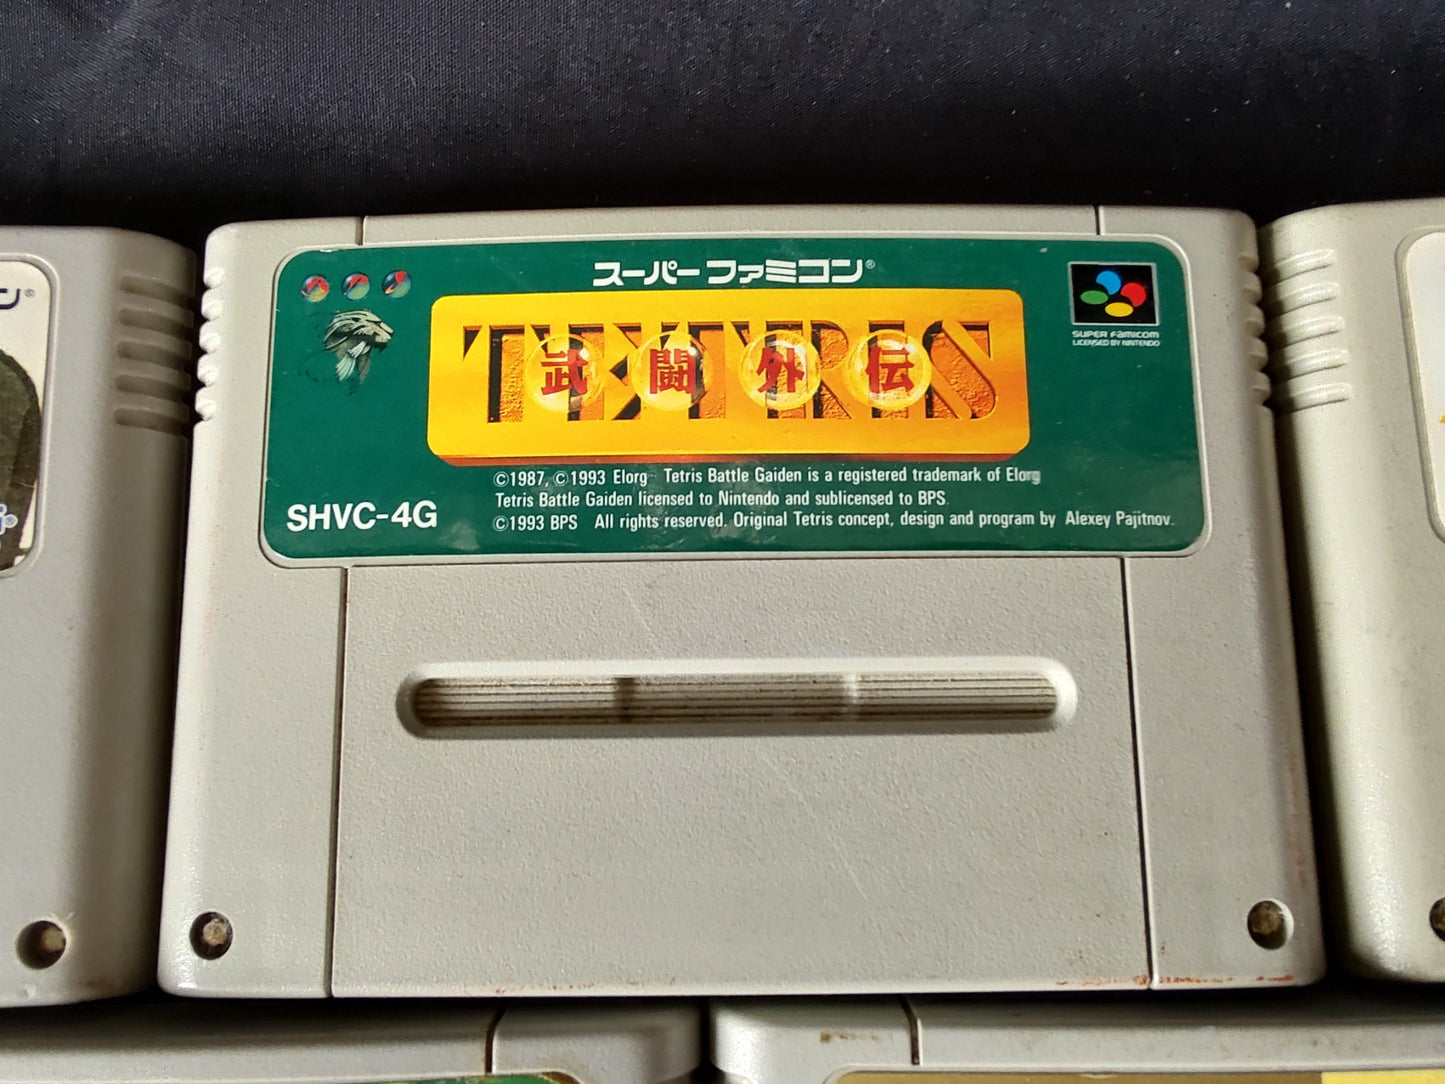 スーパーファミコン®
TETRIS
武闘外伝
SUPER FAMICOM
LICENSED BY NINTENDO
©1987, ©1993 Elorg Tetris Battle Gaiden is a registered trademark of Elorg
Tetris Battle Gaiden licensed to Nintendo and sublicensed to BPS.
SHVC-4G
©1993 BPS All rights reserved. Original Tetris concept, design and program by Alexey Pajitnov.
ン®